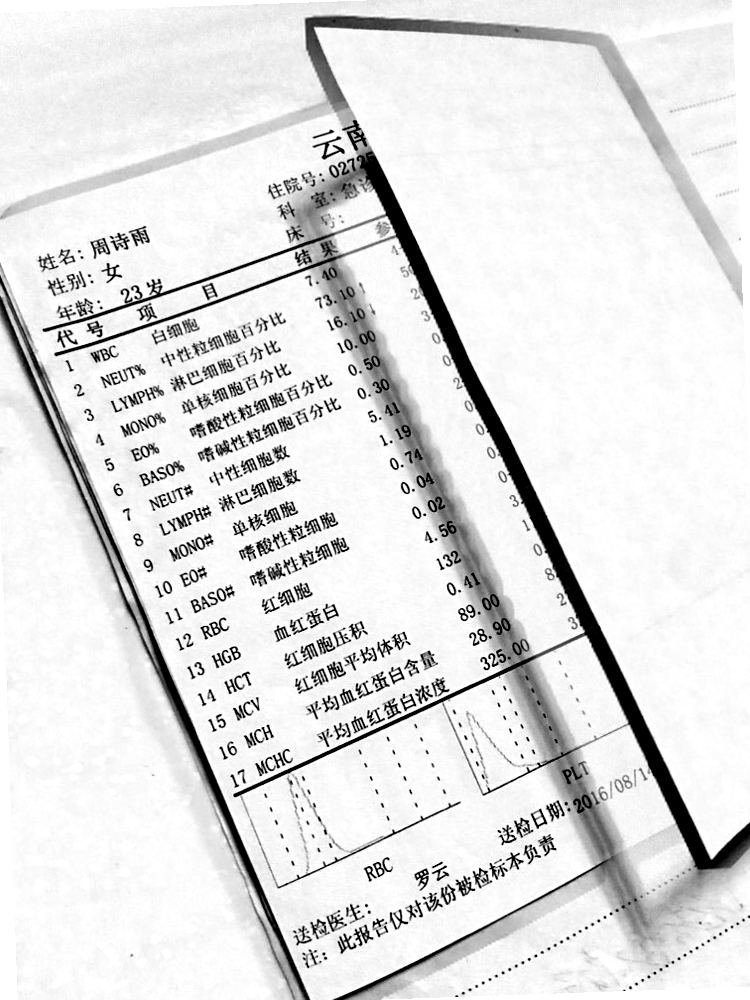 云南
住院号: 02725
科 室: 急诊
床 号:
姓名: 周诗雨
性别: 女
年龄: 23岁
代 号 项 目 结 果 参
1 WBC 白细胞 7.40 4
2 NEUT% 中性粒细胞百分比 73.10↑ 50
3 LYMPH% 淋巴细胞百分比 16.10↓ 2
4 MONO% 单核细胞百分比 10.00 3
5 EO% 嗜酸性粒细胞百分比 0.50 0.
6 BASO% 嗜碱性粒细胞百分比 0.30 0.
7 NEUT# 中性细胞数 5.41 2
8 LYMPH# 淋巴细胞数 1.19 0.
9 MONO# 单核细胞 0.74 0.
10 EO# 嗜酸性粒细胞 0.04 0.
11 BASO# 嗜碱性粒细胞 0.02 0.
12 RBC 红细胞 4.56 3.
13 HGB 血红蛋白 132 1
14 HCT 红细胞压积 0.41 0.
15 MCV 红细胞平均体积 89.00 8
16 MCH 平均血红蛋白含量 28.90 2
17 MCHC 平均血红蛋白浓度 325.00 3
RBC
PLT
送检医生: 罗云 送检日期: 2016/08/14
注: 此报告仅对该份被检标本负责